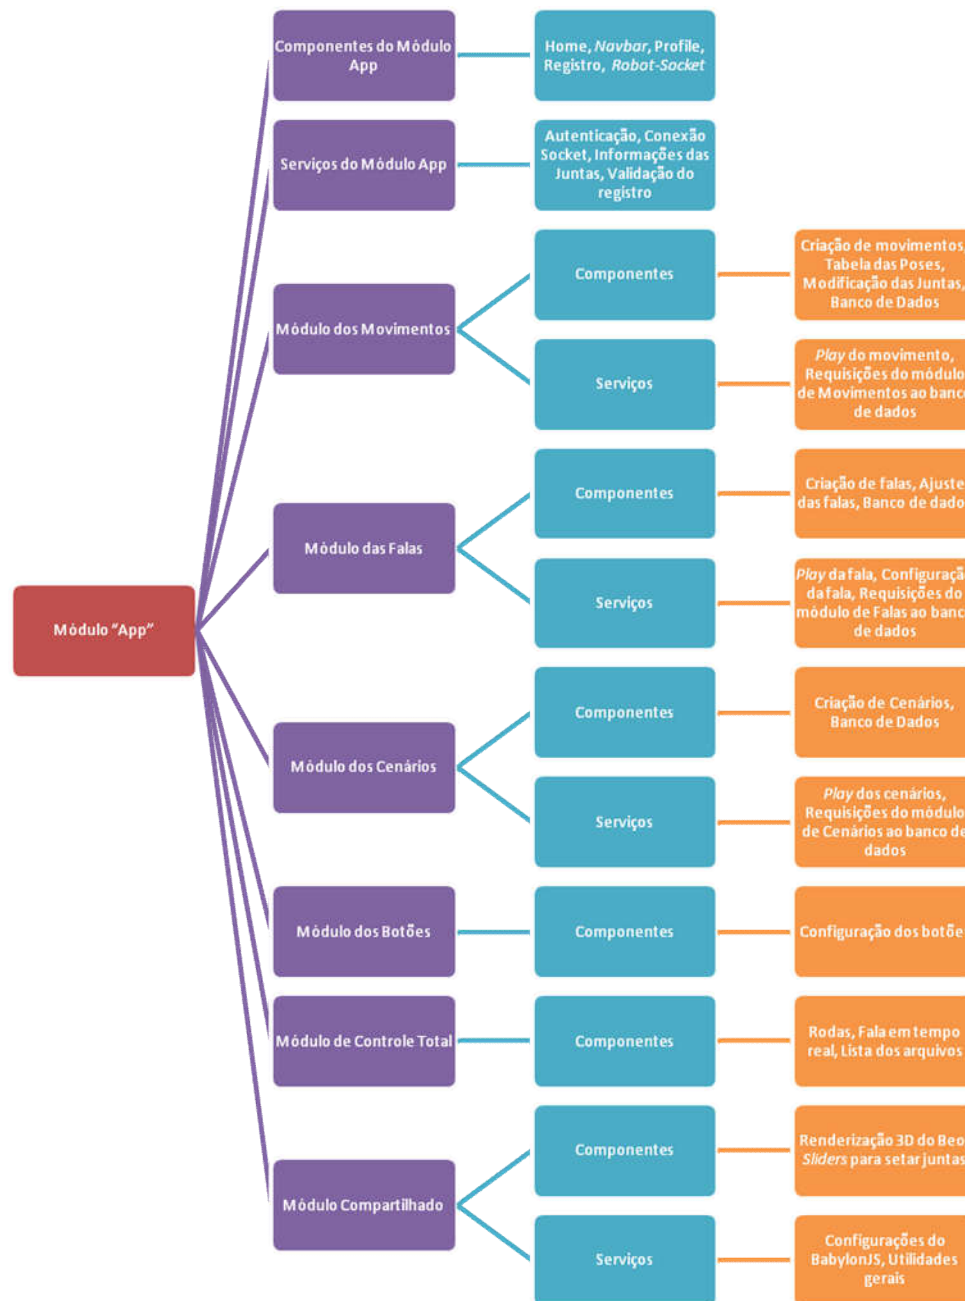 Componentes do Módulo
App
Home, Navbar, Profile,
Registro, Robot-Socket
Serviços do Módulo App
Autenticação, Conexão
Socket, Informações das
Juntas, Validação do
registro
Módulo "App"
Módulo dos Movimentos
Componentes
Criação de movimentos,
Tabela das Poses,
Modificação das Juntas,
Banco de Dados
Serviços
Play do movimento,
Requisições do módulo
de Movimentos ao banco
de dados
Módulo das Falas
Componentes
Criação de falas, Ajuste
das falas, Banco de dado
Serviços
Play da fala, Configuraçã
da fala, Requisições do
módulo de Falas ao banc
de dados
Módulo dos Cenários
Componentes
Criação de Cenários,
Banco de Dados
Serviços
Play dos cenários,
Requisições do módulo
de Cenários ao banco de
dados
Módulo dos Botões
Componentes
Configuração dos botõe
Módulo de Controle Total
Componentes
Rodas, Fala em tempo
real, Lista dos arquivos
Módulo Compartilhado
Componentes
Renderização 3D do Beo
Sliders para setar juntas
Serviços
Configurações do
BabylonJS, Utilidades
gerais